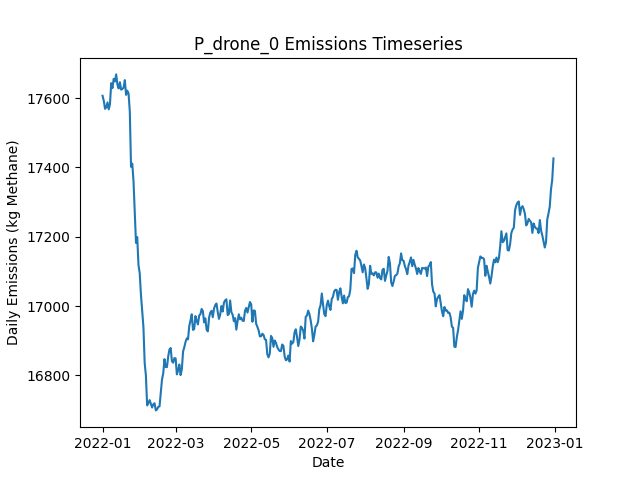 P_drone_0 Emissions Timeseries
Daily Emissions (kg Methane)
17600
17400
17200
17000
16800
2022-01 2022-03 2022-05 2022-07 2022-09 2022-11 2023-01
Date